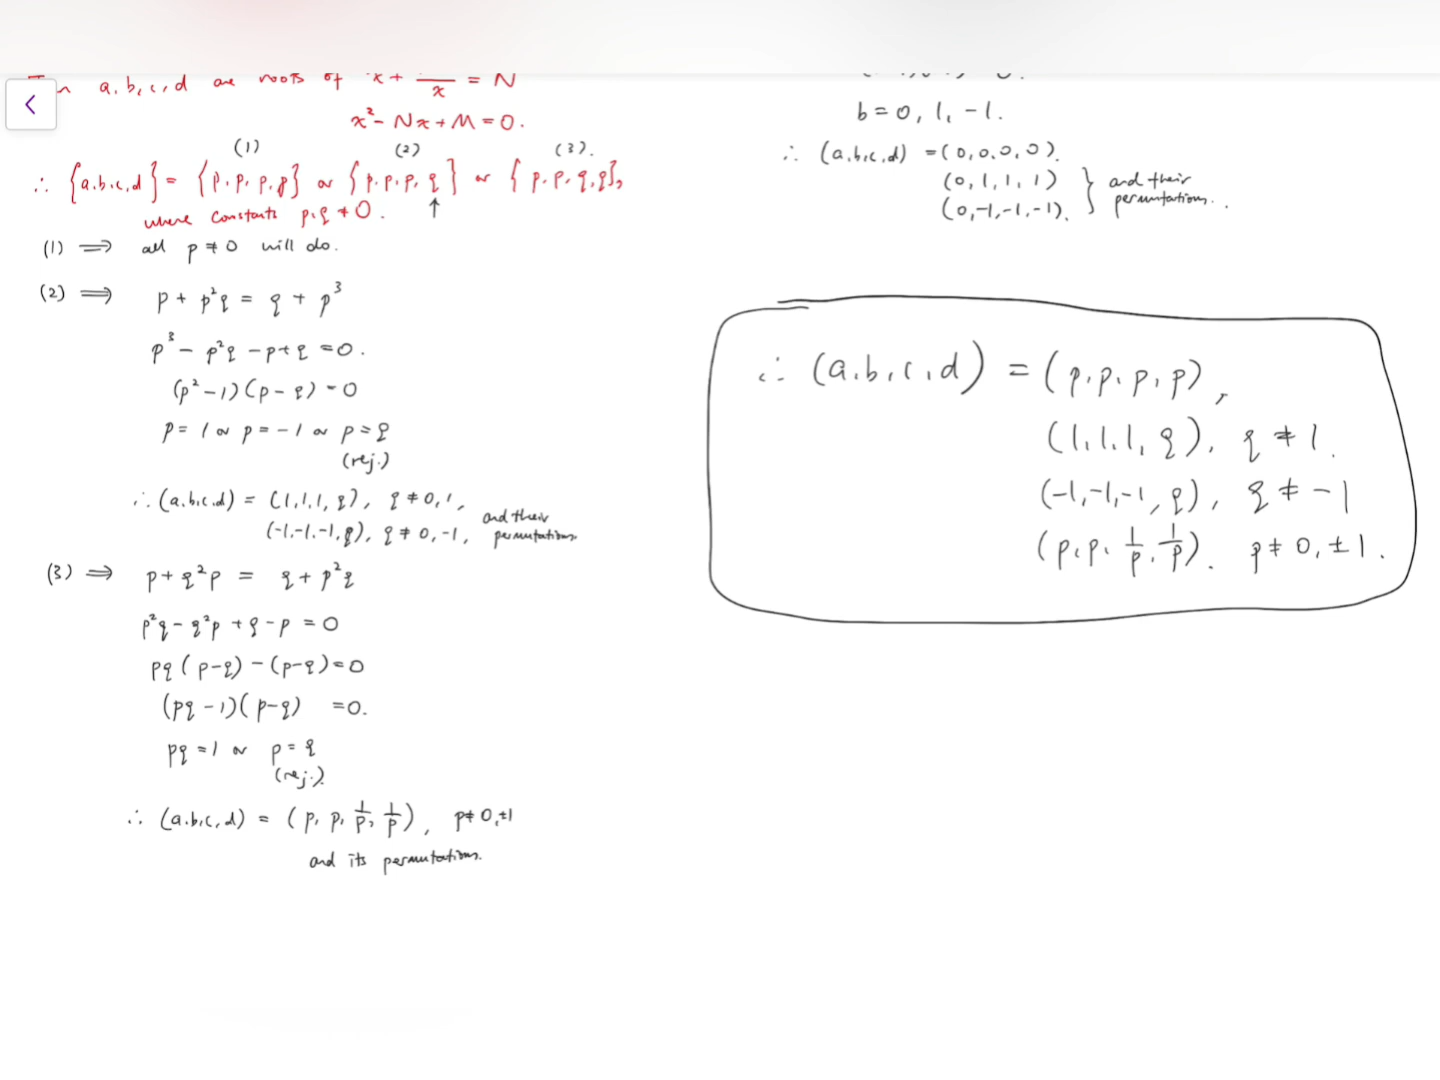 a, b, c, d are roots of x + — / x = N
x² - Nx + M = 0.
(1) (2) (3).
∴ {a.b.c.d} = {p.p.p.p} or {p.p.p.q} or {p.p.q.q},
where constants p.q ≠ 0. ↑
(1) ⟹ all p ≠ 0 will do.
(2) ⟹ p + p²q = q + p³
p³ - p²q - p + q = 0.
(p² - 1)(p - q) = 0
p = 1 or p = -1 or p = q
(rej.)
∴ (a.b.c.d) = (1.1.1, q), q ≠ 0, 1,
(-1.-1.-1.q), q ≠ 0, -1, and their permutations.
(3) ⟹ p + q²p = q + p²q
p²q - q²p + q - p = 0
pq(p-q) - (p-q) = 0
(pq - 1)(p-q) = 0.
pq = 1 or p = q
(rej.).
∴ (a.b.c,d) = (p, p, 1/p, 1/p), p ≠ 0, ±1
and its permutations.
b = 0, 1, -1.
∴ (a.b.c,d) = (0,0.0,0).
(0, 1, 1, 1)
(0,-1,-1,-1). } and their permutations..
∴ (a.b.c.d) = (p.p.p.p),
(1.1.1, q), q ≠ 1.
(-1,-1,-1,q), q ≠ -1
(p.p. 1/p. 1/p). p ≠ 0, ±1.